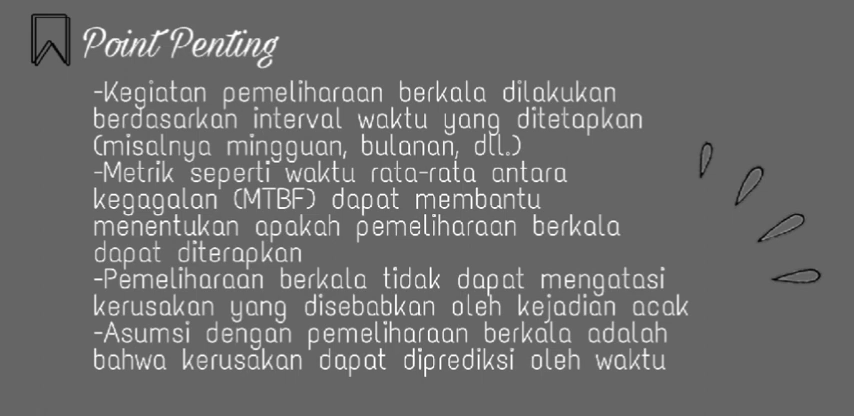 Point Penting
-Kegiatan pemeliharaan berkala dilakukan
berdasarkan interval waktu yang ditetapkan
(misalnya mingguan, bulanan, dll.)
-Metrik seperti waktu rata-rata antara
kegagalan (MTBF) dapat membantu
menentukan apakah pemeliharaan berkala
dapat diterapkan
-Pemeliharaan berkala tidak dapat mengatasi
kerusakan yang disebabkan oleh kejadian acak
-Asumsi dengan pemeliharaan berkala adalah
bahwa kerusakan dapat diprediksi oleh waktu